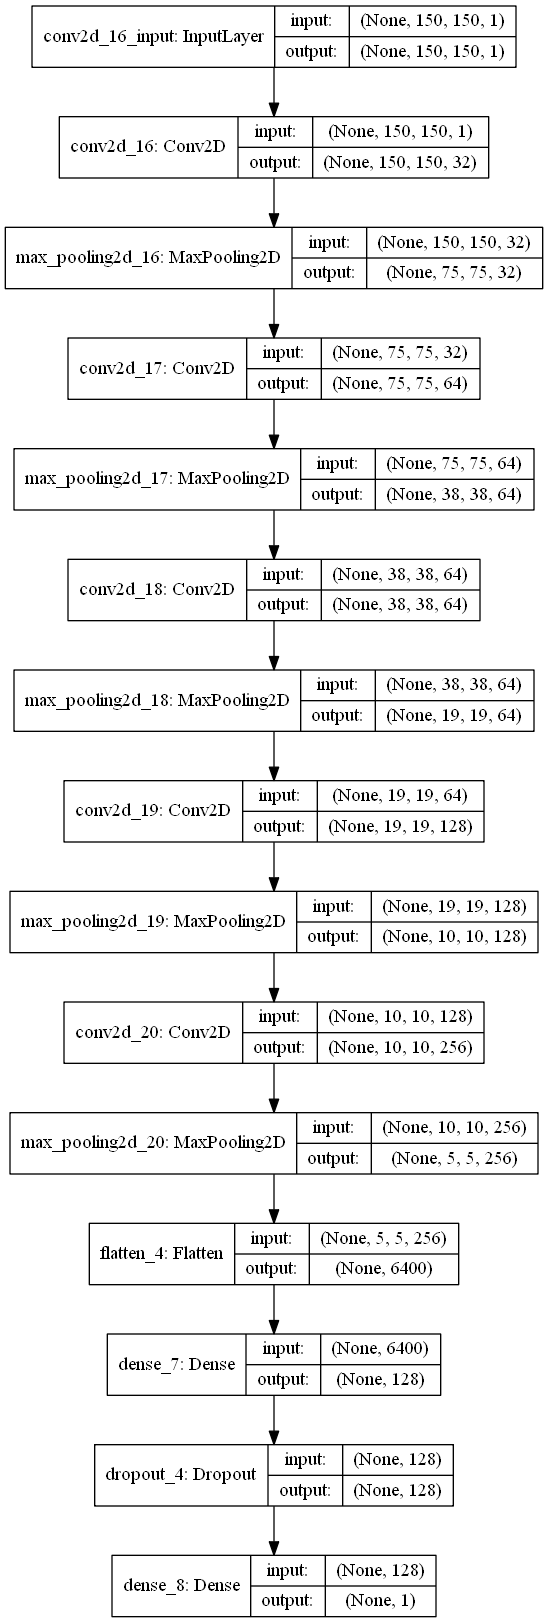 conv2d_16_input: InputLayer
input: (None, 150, 150, 1)
output: (None, 150, 150, 1)
conv2d_16: Conv2D
input: (None, 150, 150, 1)
output: (None, 150, 150, 32)
max_pooling2d_16: MaxPooling2D
input: (None, 150, 150, 32)
output: (None, 75, 75, 32)
conv2d_17: Conv2D
input: (None, 75, 75, 32)
output: (None, 75, 75, 64)
max_pooling2d_17: MaxPooling2D
input: (None, 75, 75, 64)
output: (None, 38, 38, 64)
conv2d_18: Conv2D
input: (None, 38, 38, 64)
output: (None, 38, 38, 64)
max_pooling2d_18: MaxPooling2D
input: (None, 38, 38, 64)
output: (None, 19, 19, 64)
conv2d_19: Conv2D
input: (None, 19, 19, 64)
output: (None, 19, 19, 128)
max_pooling2d_19: MaxPooling2D
input: (None, 19, 19, 128)
output: (None, 10, 10, 128)
conv2d_20: Conv2D
input: (None, 10, 10, 128)
output: (None, 10, 10, 256)
max_pooling2d_20: MaxPooling2D
input: (None, 10, 10, 256)
output: (None, 5, 5, 256)
flatten_4: Flatten
input: (None, 5, 5, 256)
output: (None, 6400)
dense_7: Dense
input: (None, 6400)
output: (None, 128)
dropout_4: Dropout
input: (None, 128)
output: (None, 128)
dense_8: Dense
input: (None, 128)
output: (None, 1)